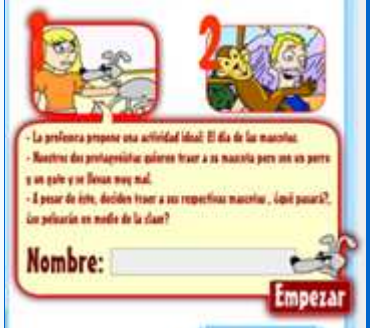 1
2
- La profesora propone una actividad ideal: El día de las mascotas.
- Nuestros dos protagonistas quieren traer a su mascota pero son un perro
y un gato y se llevan muy mal.
- A pesar de ésto, deciden traer a sus respectivas mascotas , ¿qué pasará?,
¿se pelearán en medio de la clase?
Nombre:
Empezar